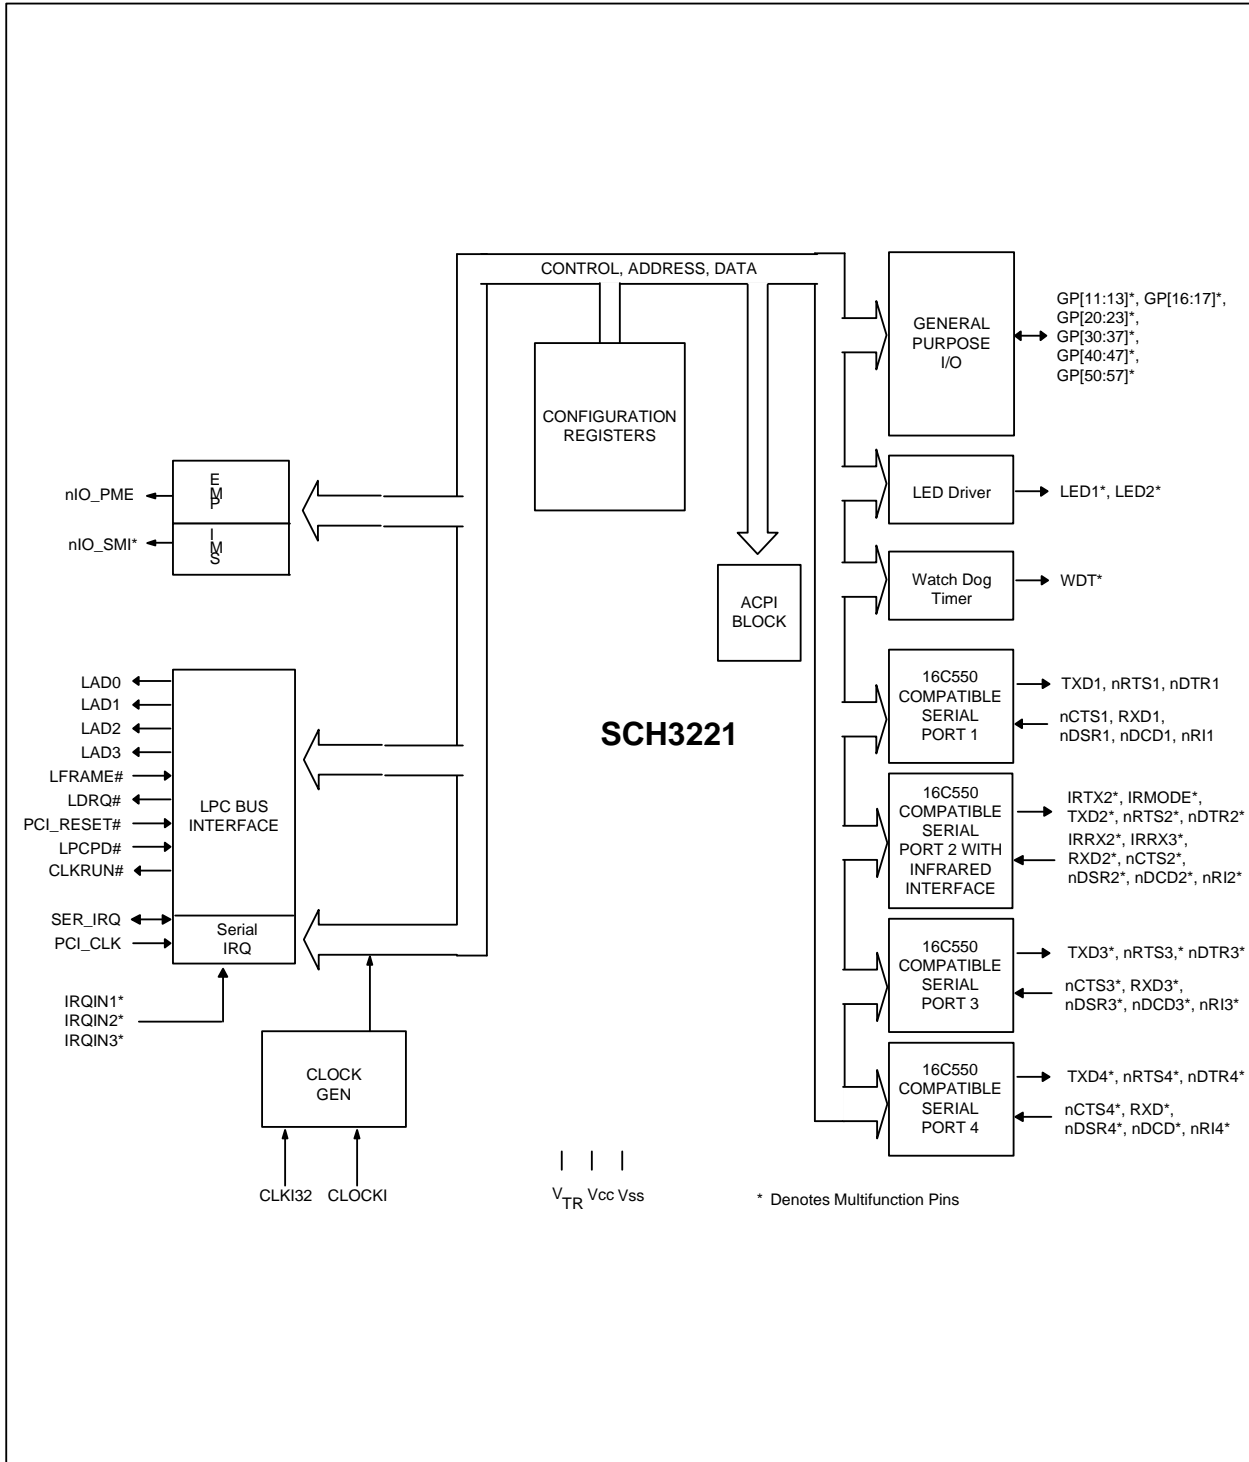 CONTROL, ADDRESS, DATA
GENERAL
PURPOSE
I/O
GP[11:13]*, GP[16:17]*,
GP[20:23]*,
GP[30:37]*,
GP[40:47]*,
GP[50:57]*
CONFIGURATION
REGISTERS
nIO_PME
E
M
P
nIO_SMI*
I
M
S
LED Driver
LED1*, LED2*
Watch Dog
Timer
WDT*
ACPI
BLOCK
16C550
COMPATIBLE
SERIAL
PORT 1
TXD1, nRTS1, nDTR1
nCTS1, RXD1,
nDSR1, nDCD1, nRI1
SCH3221
LAD0
LAD1
LAD2
LAD3
LFRAME#
LDRQ#
PCI_RESET#
LPCPD#
CLKRUN#
LPC BUS
INTERFACE
SER_IRQ
PCI_CLK
Serial
IRQ
IRQIN1*
IRQIN2*
IRQIN3*
16C550
COMPATIBLE
SERIAL
PORT 2 WITH
INFRARED
INTERFACE
IRTX2*, IRMODE*,
TXD2*, nRTS2*, nDTR2*
IRRX2*, IRRX3*,
RXD2*, nCTS2*,
nDSR2*, nDCD2*, nRI2*
16C550
COMPATIBLE
SERIAL
PORT 3
TXD3*, nRTS3,* nDTR3*
nCTS3*, RXD3*,
nDSR3*, nDCD3*, nRI3*
CLOCK
GEN
CLKI32
CLOCKI
16C550
COMPATIBLE
SERIAL
PORT 4
TXD4*, nRTS4*, nDTR4*
nCTS4*, RXD*,
nDSR4*, nDCD*, nRI4*
VTR Vcc Vss
* Denotes Multifunction Pins